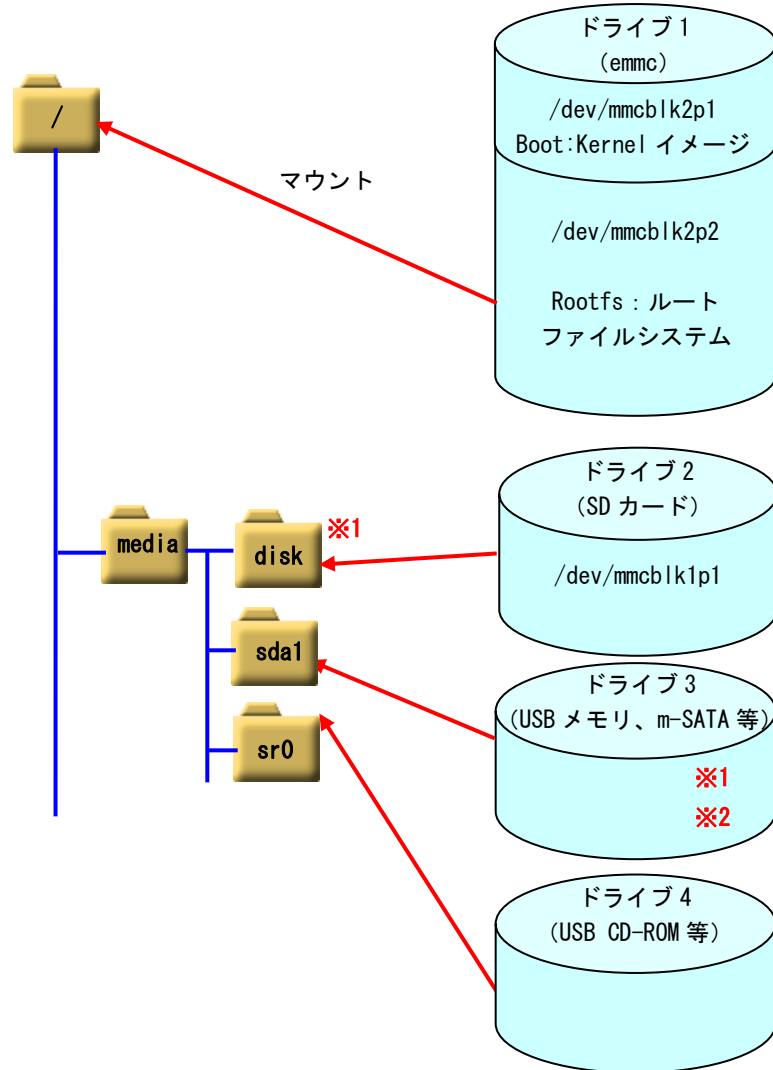 ドライブ 1
(emmc)
/dev/mmcblk2p1
Boot:Kernel イメージ
/
マウント
/dev/mmcblk2p2
Rootfs：ルート
ファイルシステム
ドライブ 2
(SD カード)
/dev/mmcblk1p1
media
disk
※1
sda1
sr0
ドライブ 3
(USB メモリ、m-SATA 等)
※1
※2
ドライブ 4
(USB CD-ROM 等)